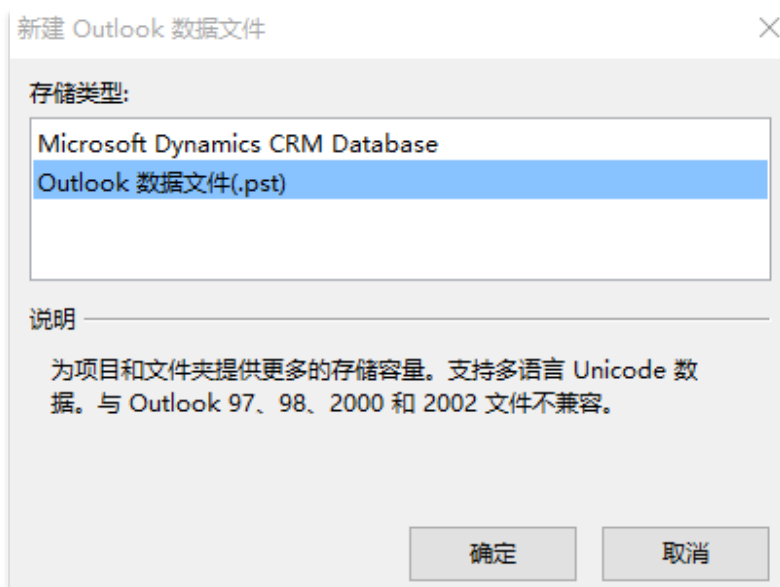 新建 Outlook 数据文件
存储类型:
Microsoft Dynamics CRM Database
Outlook 数据文件(.pst)
说明
为项目和文件夹提供更多的存储容量。支持多语言 Unicode 数
据。与 Outlook 97、98、2000 和 2002 文件不兼容。
确定 取消